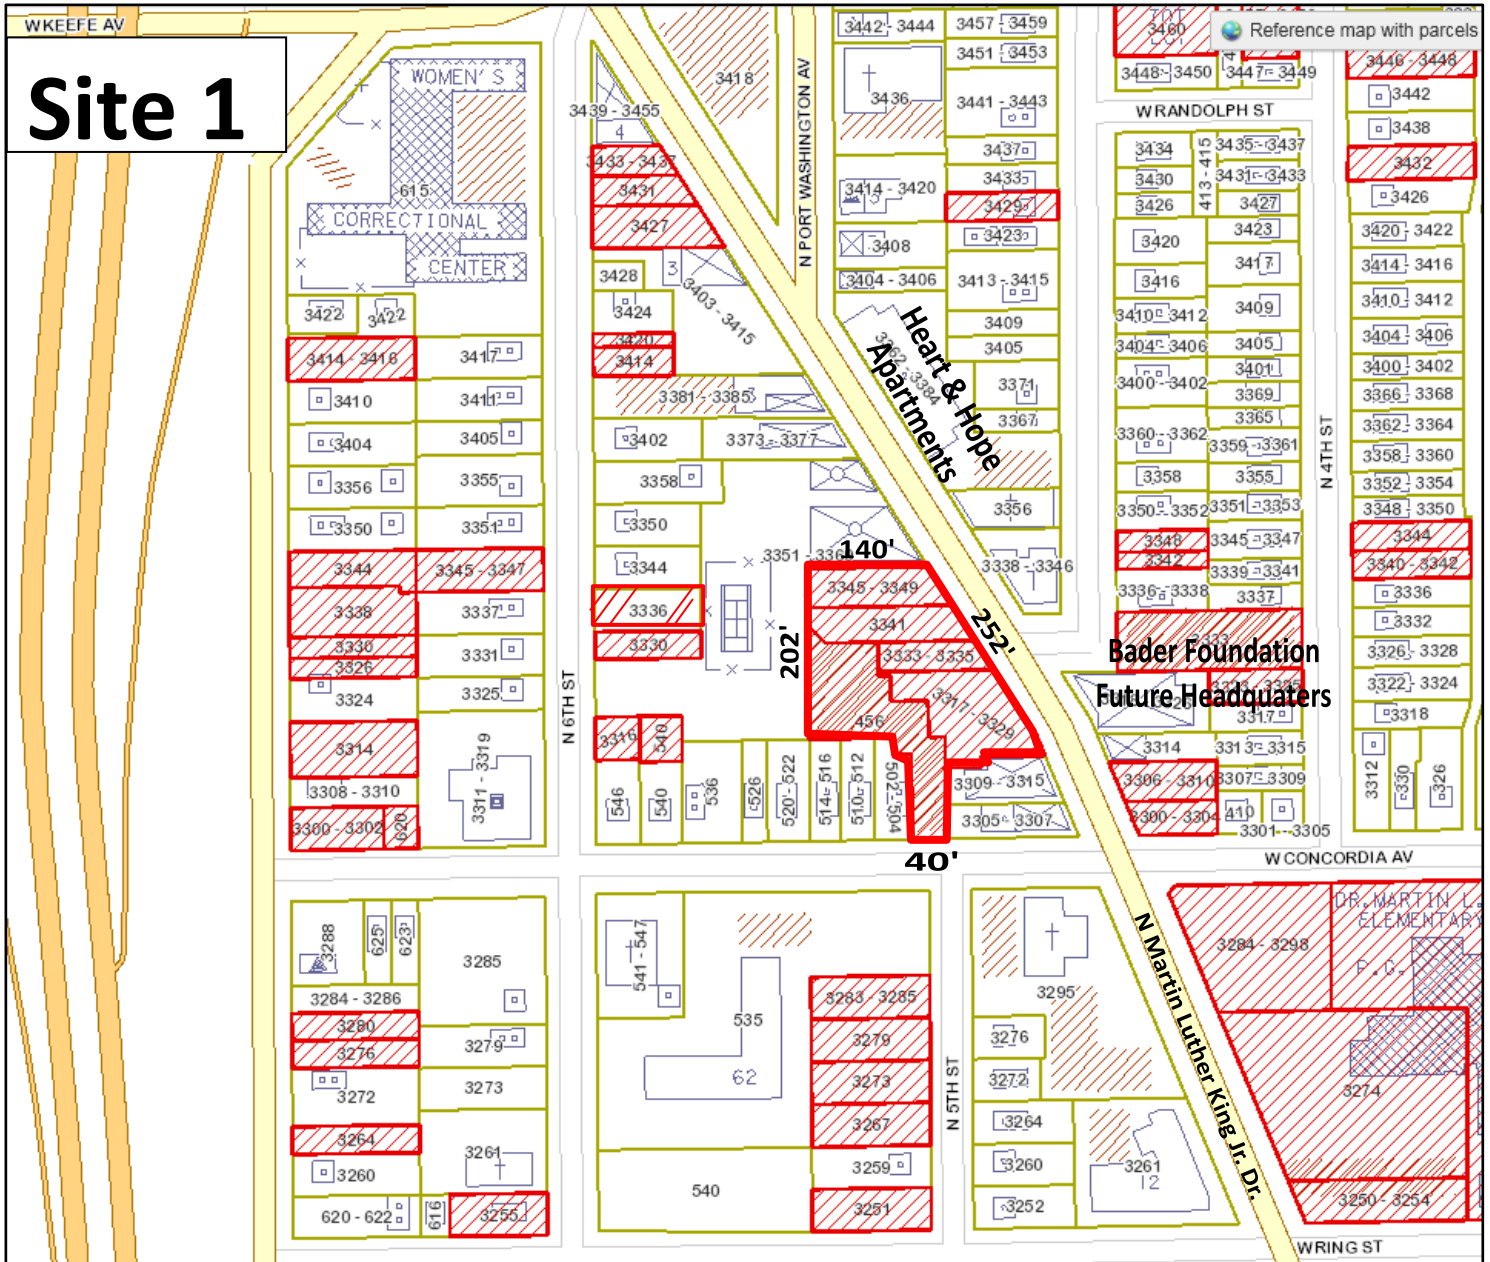 W KEEFE AV
Site 1
Reference map with parcels
WOMEN'S
615
CORRECTIONAL
CENTER
3422
3422
3414 - 3416
3417
3410
3411
3404
3405
3356
3355
3350
3351
3344
3345 - 3347
3338
3337
3330
3326
3331
3324
3325
3314
3308 - 3310
3311 - 3319
3300 - 3302
620
3439 - 3455
4
3433 - 3437
3431
3427
3428
3
3403 - 3415
3424
3420
3414
3381 - 3385
3402
3373 - 3377
3358
3350
3344
3336
3330
3316
540
546
540
536
526
520 - 522
514 - 516
510 - 512
502 - 504
N 6TH ST
3418
N PORT WASHINGTON AV
3442 - 3444
3457 - 3459
3451 - 3453
3436
3441 - 3443
3437
3433
3414 - 3420
3429
3408
3423
3404 - 3406
3413 - 3415
3409
3405
3362 - 3384
Heart & Hope
Apartments
3371
3367
3356
3338 - 3346
140'
202'
252'
40'
3345 - 3349
3341
3333 - 3335
3317 - 3329
456
3309 - 3315
3305 - 3307
3460
3448 - 3450
3447 - 3449
W RANDOLPH ST
3434
413 - 415
3435 - 3437
3430
3431 - 3433
3426
3427
3420
3423
3416
3417
3410 - 3412
3409
3404 - 3406
3405
3401
3400 - 3402
3369
3365
3360 - 3362
3359 - 3361
3358
3355
3350 - 3352
3351 - 3353
3348
3345 - 3347
3342
3339 - 3341
3336 - 3338
3337
3333
Bader Foundation
Future Headquaters
3317
3314
3313 - 3315
3306 - 3310
3307 - 3309
3300 - 3304
410
3301 - 3305
N 4TH ST
3446 - 3448
3442
3438
3432
3426
3420 - 3422
3414 - 3416
3410 - 3412
3404 - 3406
3400 - 3402
3366 - 3368
3362 - 3364
3358 - 3360
3352 - 3354
3348 - 3350
3344
3340 - 3342
3336
3332
3326 - 3328
3322 - 3324
3318
3312
330
326
W CONCORDIA AV
3288
625
623
3285
3284 - 3286
3280
3276
3279
3272
3273
3264
3260
3261
620 - 622
616
3255
541 - 547
535
62
540
3283 - 3285
3279
3273
3267
3259
3251
N 5TH ST
3295
3276
3272
3264
3260
3252
3261
12
N Martin Luther King Jr. Dr.
DR. MARTIN L.
ELEMENTARY
P.G.
3284 - 3298
3274
3250 - 3254
W RING ST